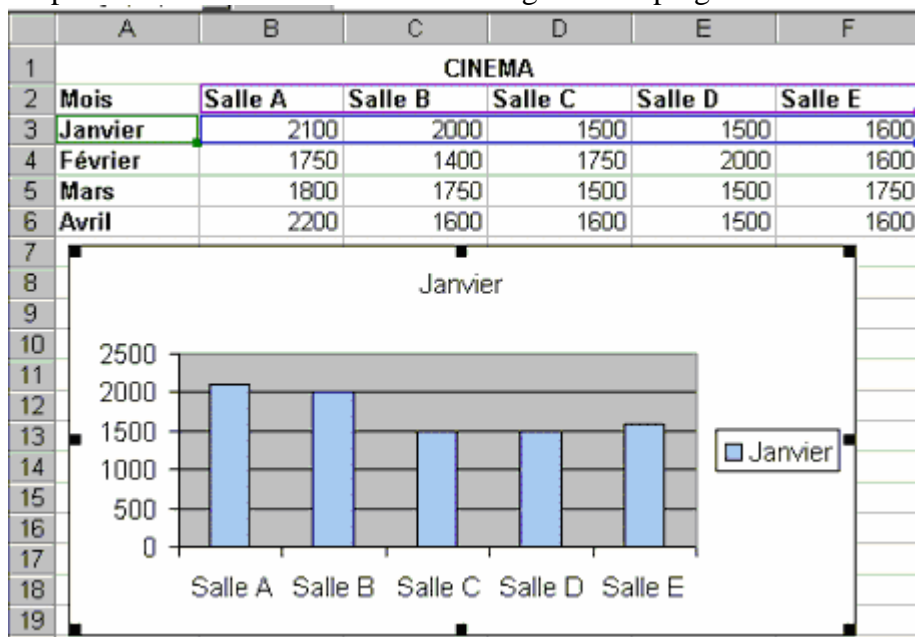 A B C D E F
1 CINEMA
2 Mois Salle A Salle B Salle C Salle D Salle E
3 Janvier 2100 2000 1500 1500 1600
4 Février 1750 1400 1750 2000 1600
5 Mars 1800 1750 1500 1500 1750
6 Avril 2200 1600 1600 1500 1600
7
8 Janvier
9
10 2500
11
12 2000
13 1500 Janvier
14 1000
15 500
16
17 0
18 Salle A Salle B Salle C Salle D Salle E
19